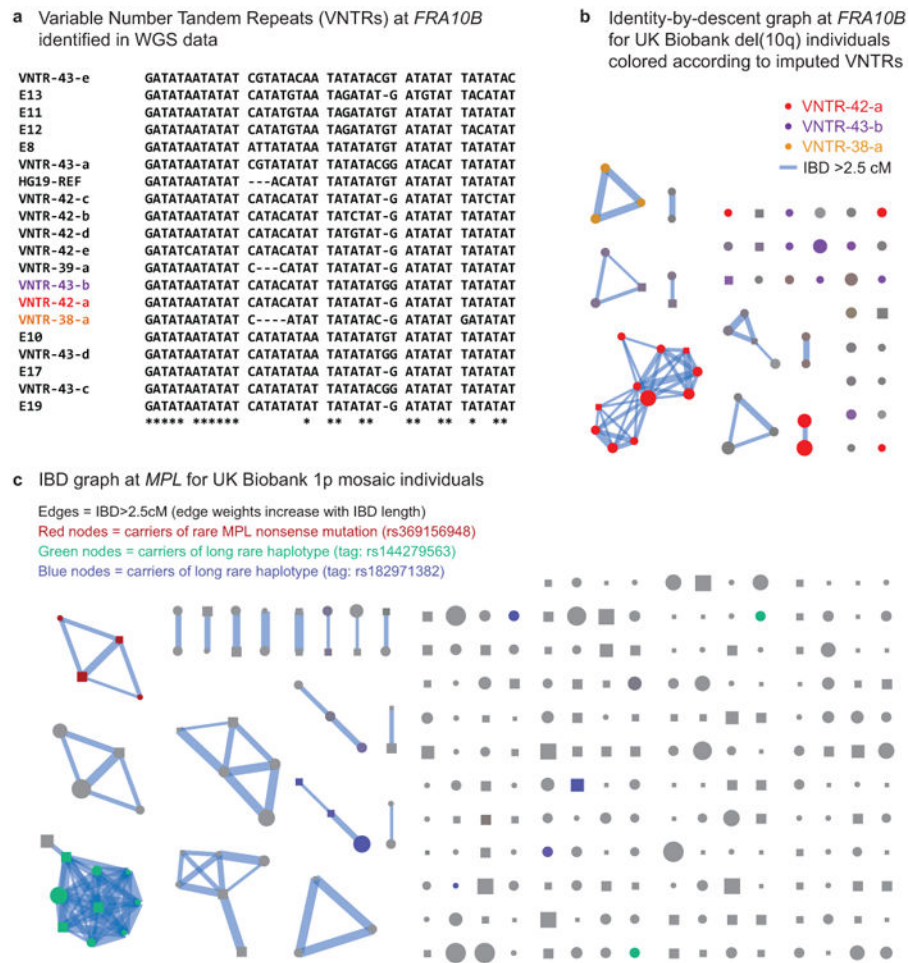 a Variable Number Tandem Repeats (VNTRs) at FRA10B
identified in WGS data
VNTR-43-e GATATAATATAT CGTATACAA TATATACGT ATATAT TATATAC
E13 GATATAATATAT CATATGTAA TAGATAT-G ATGTAT TACATAT
E11 GATATAATATAT CATATGTAA TAGATATGT ATATAT TATATAT
E12 GATATAATATAT CATATGTAA TAGATATGT ATATAT TACATAT
E8 GATATAATATAT ATTATATAT TATATATGT ATATAT TATATAT
VNTR-43-a GATATAATATAT CGTATATAT TATATACGG ATACAT TATATAT
HG19-REF GATATAATATAT ---ACATAT TATATATGT ATATAT TATATAT
VNTR-42-c GATATAATATAT CATACATAT TATATAT-G ATATAT TATCTAT
VNTR-42-b GATATAATATAT CATACATAT TATCTAT-G ATATAT TATATAT
VNTR-42-d GATATAATATAT CATACATAT TATGTAT-G ATATAT TATATAT
VNTR-42-e GATATCATATAT CATACATAT TATATAT-G ATATAT TATATAT
VNTR-39-a GATATAATATAT C---CATAT TATATAT-G ATATAT TATATAT
VNTR-43-b GATATAATATAT CATACATAT TATATATGG ATATAT TATATAT
VNTR-42-a GATATAATATAT CATACATAT TATATAT-G ATATAT TATATAT
VNTR-38-a GATATAATATAT C----ATAT TATATAC-G ATATAT GATATAT
E10 GATATAATATAT CATATATAA TATATAT-G ATATAT TATATAT
VNTR-43-d GATATAATATAT CATATATAA TATATATGG ATATAT TATATAT
E17 GATATAATATAT CATATATAT TATATAT-G ATATAT TATATAT
VNTR-43-c GATATAATATAT CATATATAT TATATACGG ATATAT TATATAT
E19 GATATAATATAT CATATATAT TATATAT-G ATATAT TATATAT
***** ****** * ** ** ** ** * **
b Identity-by-descent graph at FRA10B
for UK Biobank del(10q) individuals
colored according to imputed VNTRs
VNTR-42-a
VNTR-43-b
VNTR-38-a
IBD >2.5 cM
c IBD graph at MPL for UK Biobank 1p mosaic individuals
Edges = IBD>2.5cM (edge weights increase with IBD length)
Red nodes = carriers of rare MPL nonsense mutation (rs369156948)
Green nodes = carriers of long rare haplotype (tag: rs144279563)
Blue nodes = carriers of long rare haplotype (tag: rs182971382)